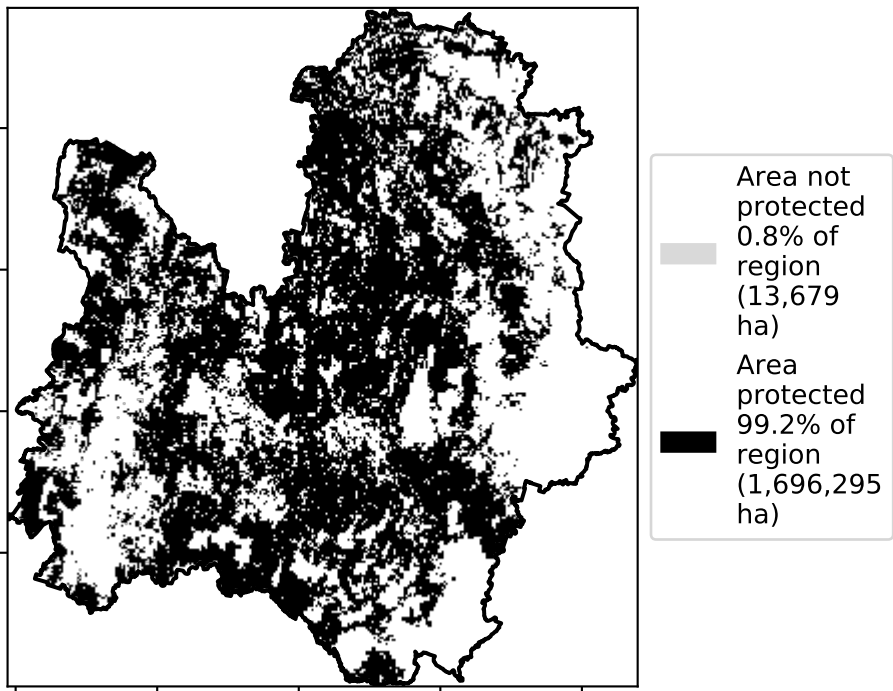 Area not
protected
0.8% of
region
(13,679
ha)
Area
protected
99.2% of
region
(1,696,295
ha)